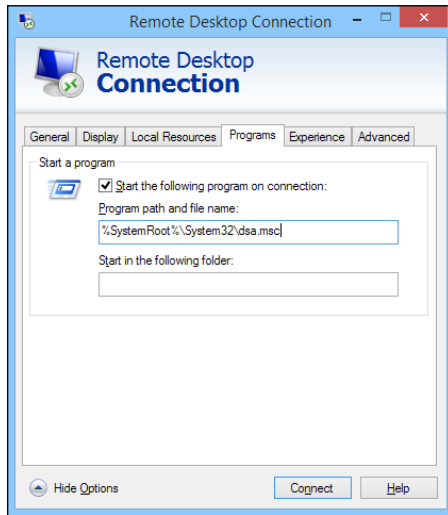 Remote Desktop Connection
Remote Desktop
Connection
General Display Local Resources Programs Experience Advanced
Start a program
Start the following program on connection:
Program path and file name:
%SystemRoot%\System32\dsa.msc
Start in the following folder:
Hide Options Connect Help